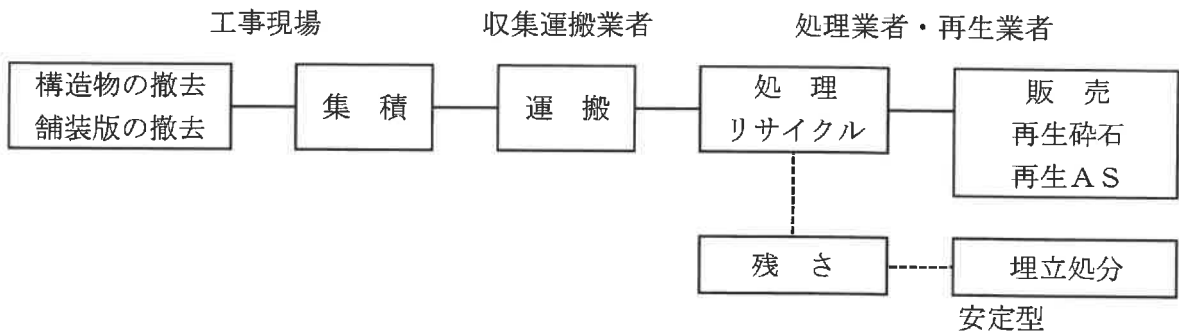 工事現場
収集運搬業者
処理業者・再生業者
構造物の撤去
舗装版の撤去
集 積
運 搬
処 理
リサイクル
販 売
再生砕石
再生AS
残 さ
埋立処分
安定型